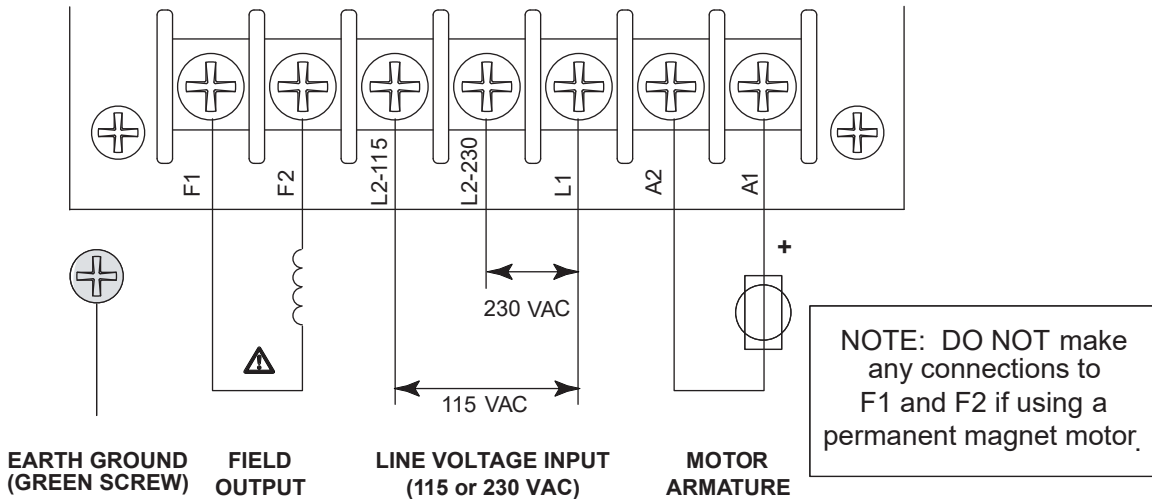 F1
F2
L2-115
L2-230
L1
A2
A1
+
230 VAC
115 VAC
NOTE: DO NOT make
any connections to
F1 and F2 if using a
permanent magnet motor.
EARTH GROUND
(GREEN SCREW)
FIELD
OUTPUT
LINE VOLTAGE INPUT
(115 or 230 VAC)
MOTOR
ARMATURE